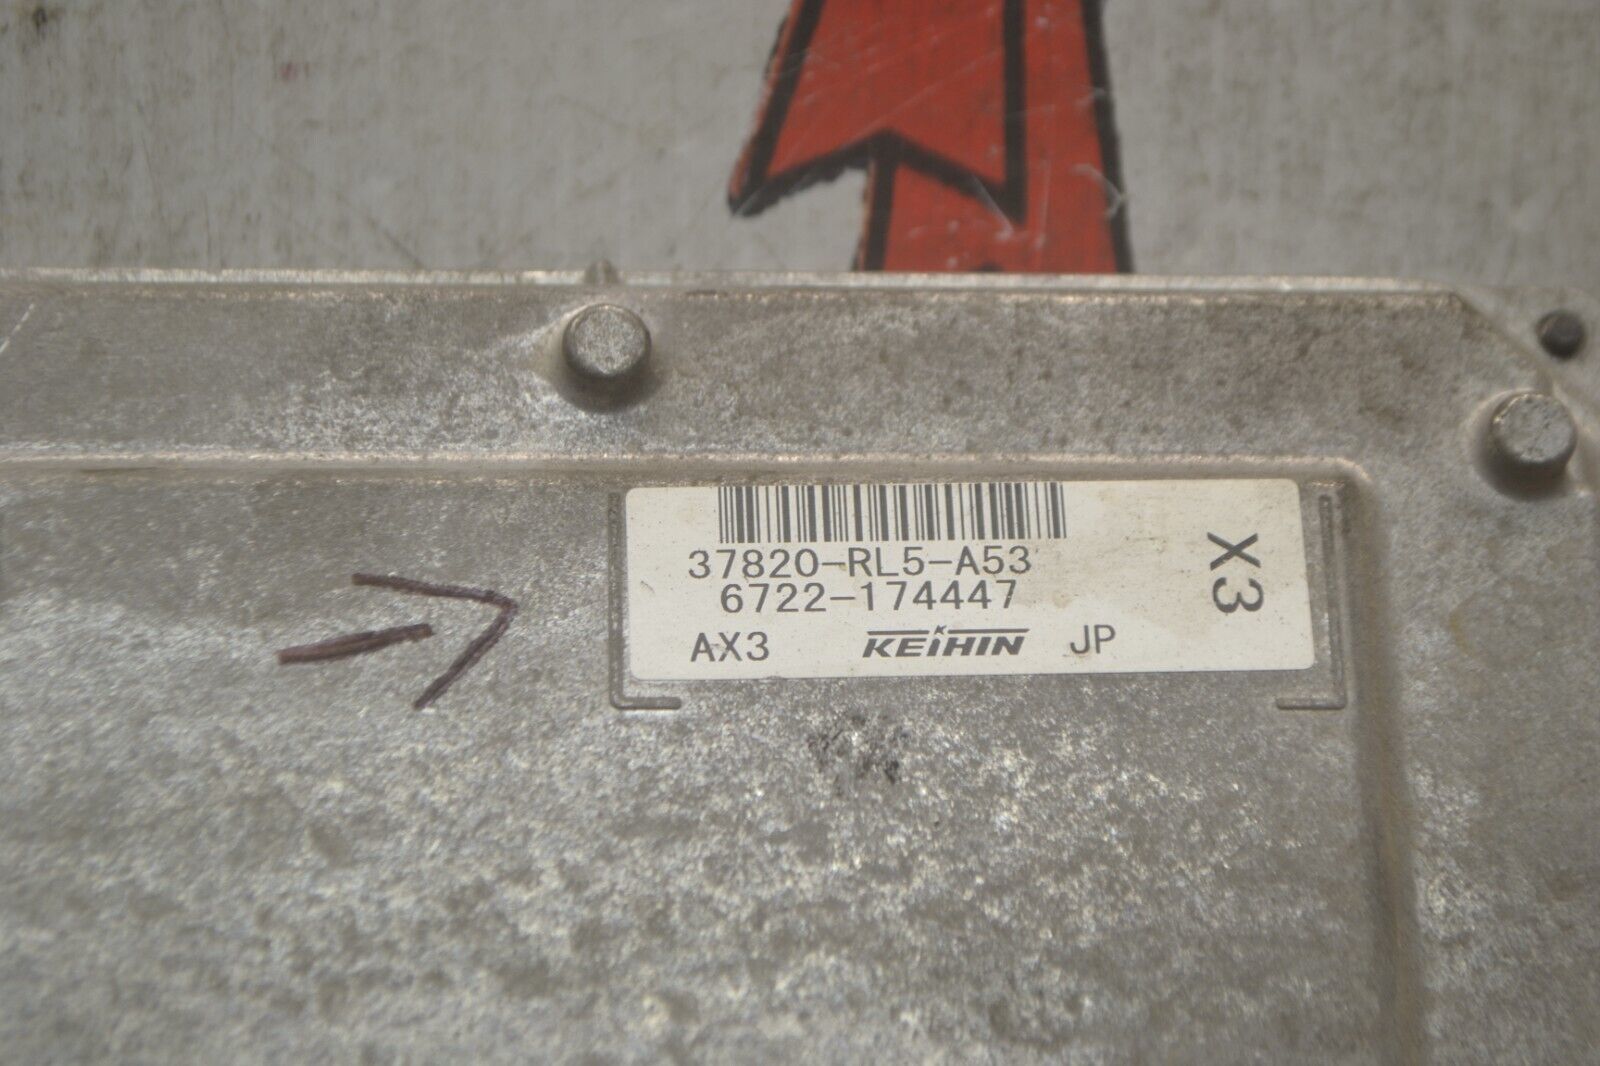 37820-RL5-A53
6722-174447
AX3 KEIHIN JP
X3